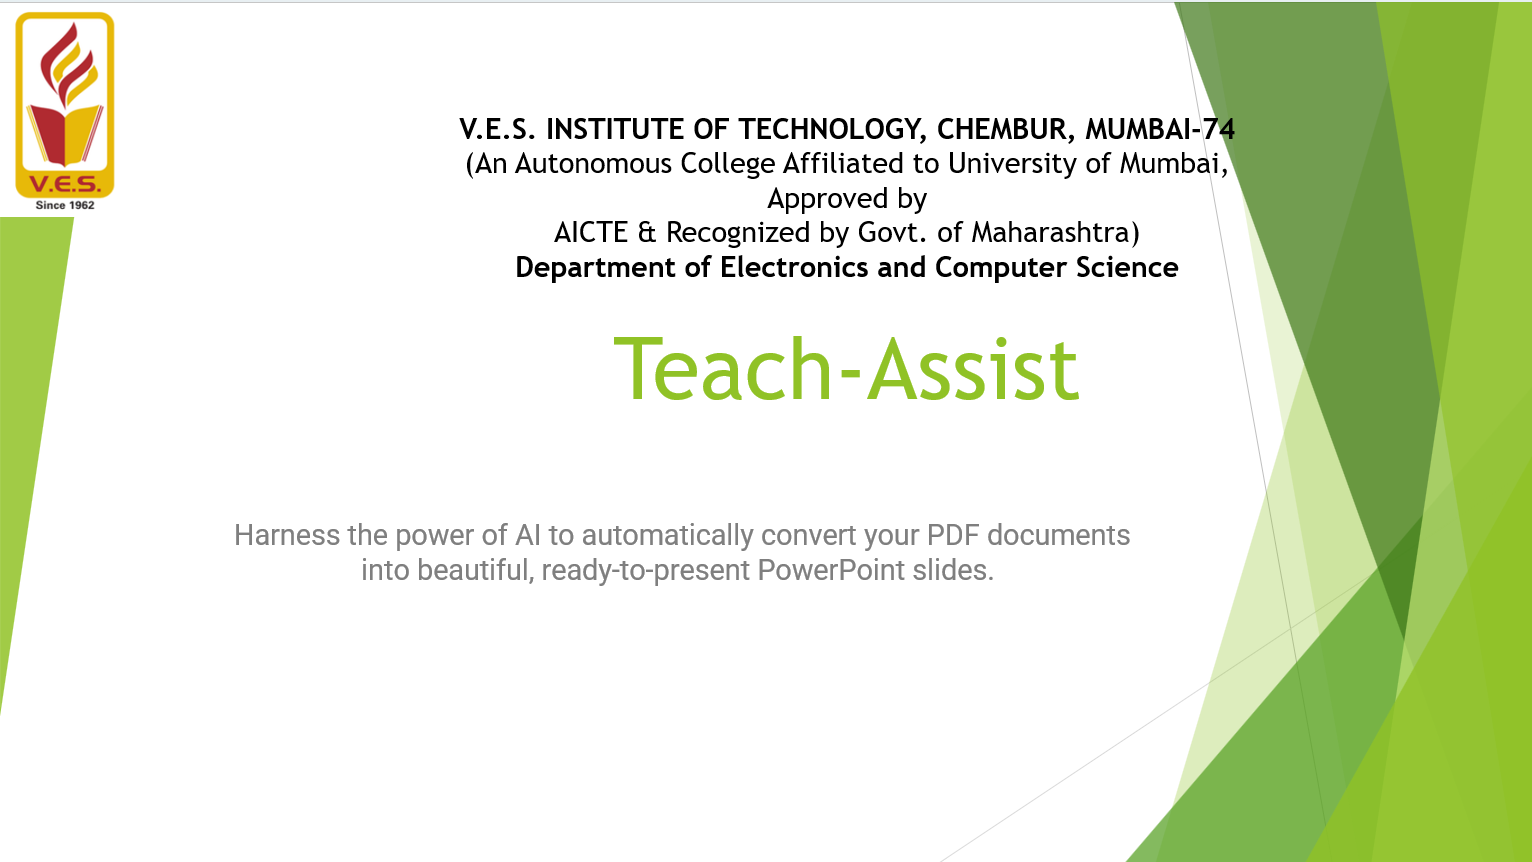 V.E.S.
Since 1962
V.E.S. INSTITUTE OF TECHNOLOGY, CHEMBUR, MUMBAI-74
(An Autonomous College Affiliated to University of Mumbai,
Approved by
AICTE & Recognized by Govt. of Maharashtra)
Department of Electronics and Computer Science
Teach-Assist
Harness the power of AI to automatically convert your PDF documents
into beautiful, ready-to-present PowerPoint slides.